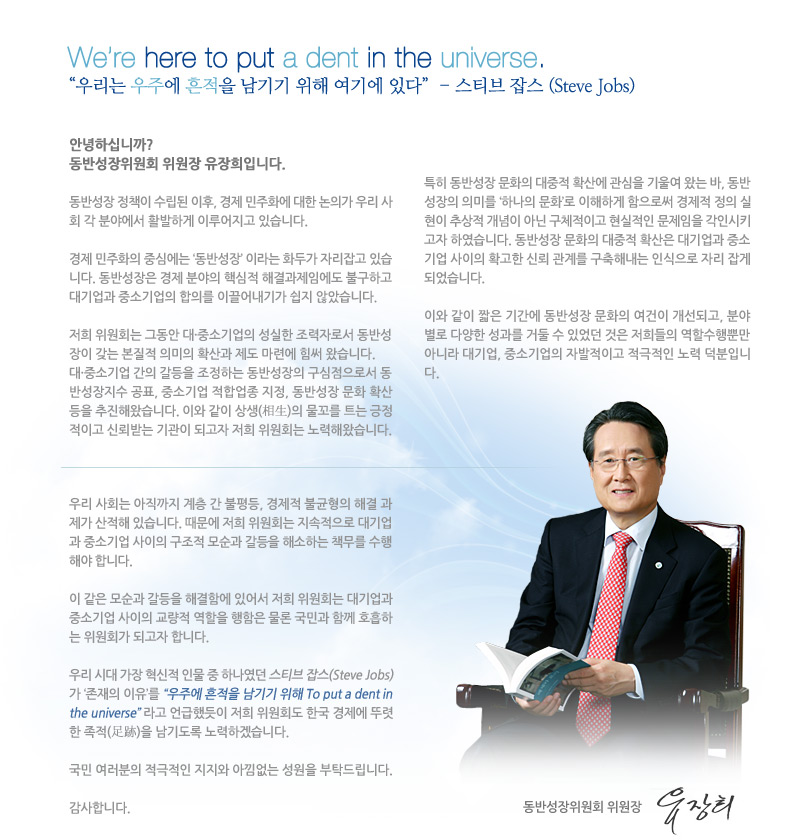 We're here to put a dent in the universe.
“우리는 우주에 흔적을 남기기 위해 여기에 있다” - 스티브 잡스 (Steve Jobs)
안녕하십니까?
동반성장위원회 위원장 유장희입니다.
동반성장 정책이 수립된 이후, 경제 민주화에 대한 논의가 우리 사
회 각 분야에서 활발하게 이루어지고 있습니다.
경제 민주화의 중심에는 ‘동반성장’ 이라는 화두가 자리잡고 있습
니다. 동반성장은 경제 분야의 핵심적 해결과제임에도 불구하고
대기업과 중소기업의 합의를 이끌어내기가 쉽지 않았습니다.
저희 위원회는 그동안 대·중소기업의 성실한 조력자로서 동반성
장이 갖는 본질적 의미의 확산과 제도 마련에 힘써 왔습니다.
대·중소기업 간의 갈등을 조정하는 동반성장의 구심점으로서 동
반성장지수 공표, 중소기업 적합업종 지정, 동반성장 문화 확산
등을 추진해왔습니다. 이와 같이 상생(相生)의 물꼬를 트는 긍정
적이고 신뢰받는 기관이 되고자 저희 위원회는 노력해왔습니다.
특히 동반성장 문화의 대중적 확산에 관심을 기울여 왔는 바, 동반
성장의 의미를 ‘하나의 문화’로 이해하게 함으로써 경제적 정의 실
현이 추상적 개념이 아닌 구체적이고 현실적인 문제임을 각인시키
고자 하였습니다. 동반성장 문화의 대중적 확산은 대기업과 중소
기업 사이의 확고한 신뢰 관계를 구축해내는 인식으로 자리 잡게
되었습니다.
이와 같이 짧은 기간에 동반성장 문화의 여건이 개선되고, 분야
별로 다양한 성과를 거둘 수 있었던 것은 저희들의 역할수행뿐만
아니라 대기업, 중소기업의 자발적이고 적극적인 노력 덕분입니
다.
우리 사회는 아직까지 계층 간 불평등, 경제적 불균형의 해결 과
제가 산적해 있습니다. 때문에 저희 위원회는 지속적으로 대기업
과 중소기업 사이의 구조적 모순과 갈등을 해소하는 책무를 수행
해야 합니다.
이 같은 모순과 갈등을 해결함에 있어서 저희 위원회는 대기업과
중소기업 사이의 교량적 역할을 행함은 물론 국민과 함께 호흡하
는 위원회가 되고자 합니다.
우리 시대 가장 혁신적 인물 중 하나였던 스티브 잡스(Steve Jobs)
가 ‘존재의 이유’를 “우주에 흔적을 남기기 위해 To put a dent in
the universe” 라고 언급했듯이 저희 위원회도 한국 경제에 뚜렷
한 족적(足跡)을 남기도록 노력하겠습니다.
국민 여러분의 적극적인 지지와 아낌없는 성원을 부탁드립니다.
감사합니다.
동반성장위원회 위원장 유장희